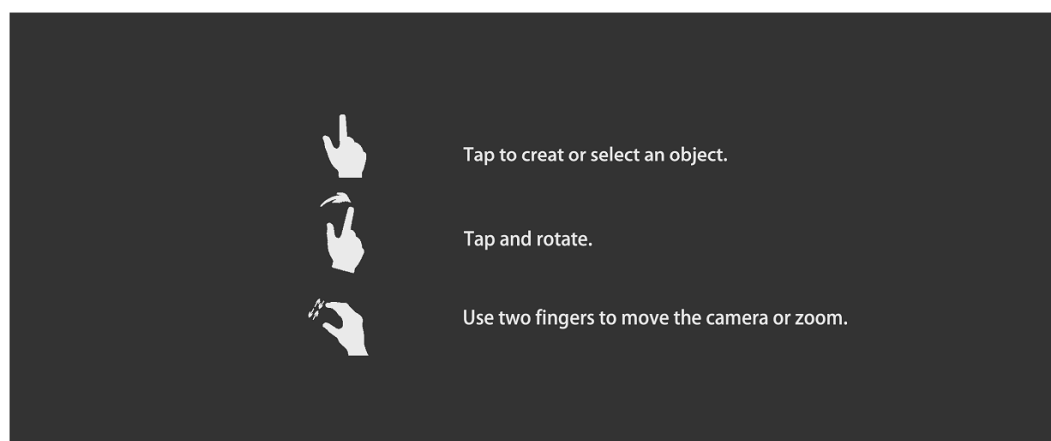 Tap to creat or select an object.
Tap and rotate.
Use two fingers to move the camera or zoom.